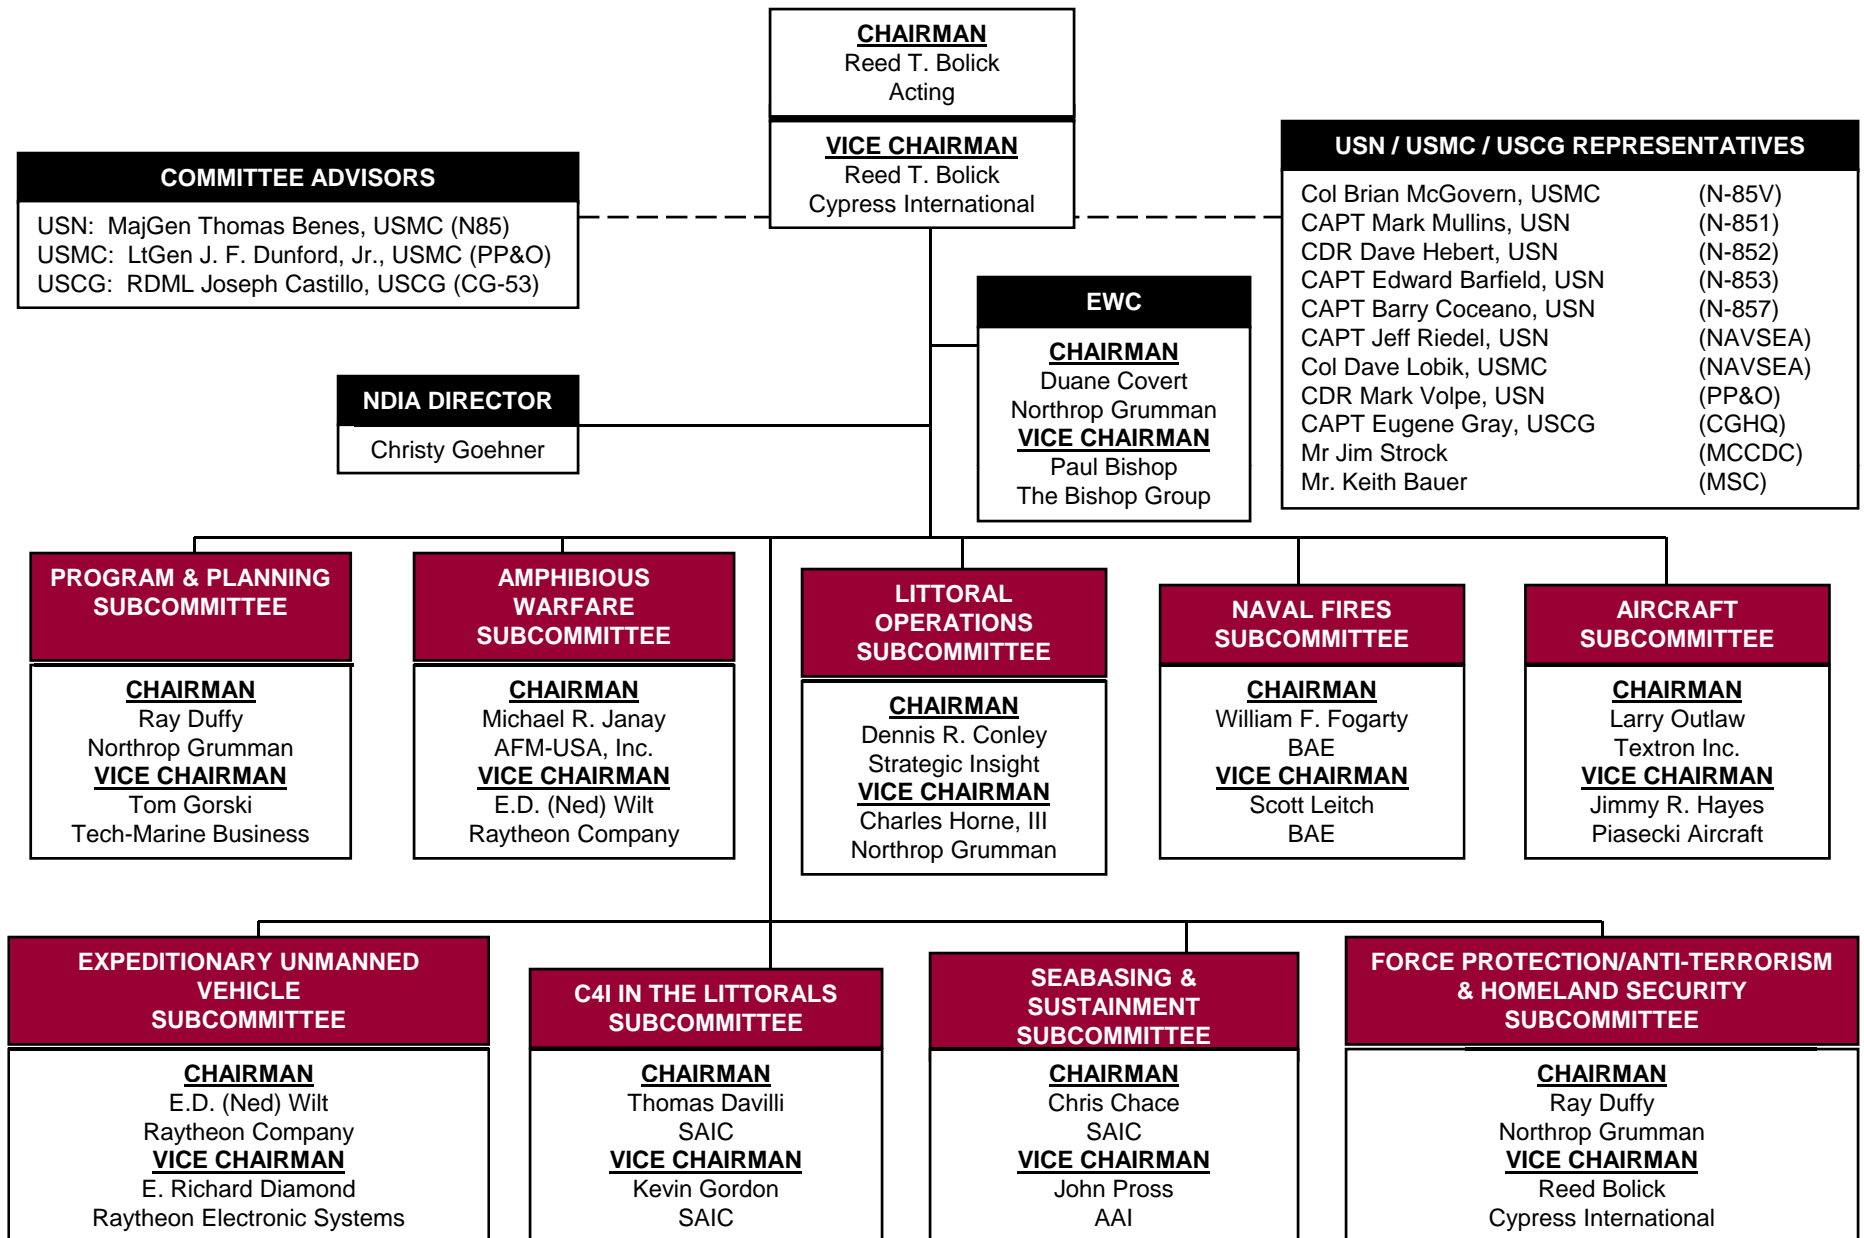 CHAIRMAN
Reed T. Bolick
Acting
VICE CHAIRMAN
Reed T. Bolick
Cypress International
COMMITTEE ADVISORS
USN: MajGen Thomas Benes, USMC (N85)
USMC: LtGen J. F. Dunford, Jr., USMC (PP&O)
USCG: RDML Joseph Castillo, USCG (CG-53)
USN / USMC / USCG REPRESENTATIVES
Col Brian McGovern, USMC (N-85V)
CAPT Mark Mullins, USN (N-851)
CDR Dave Hebert, USN (N-852)
CAPT Edward Barfield, USN (N-853)
CAPT Barry Coceano, USN (N-857)
CAPT Jeff Riedel, USN (NAVSEA)
Col Dave Lobik, USMC (NAVSEA)
CDR Mark Volpe, USN (PP&O)
CAPT Eugene Gray, USCG (CGHQ)
Mr Jim Strock (MCCDC)
Mr. Keith Bauer (MSC)
EWC
CHAIRMAN
Duane Covert
Northrop Grumman
VICE CHAIRMAN
Paul Bishop
The Bishop Group
NDIA DIRECTOR
Christy Goehner
PROGRAM & PLANNING
SUBCOMMITTEE
CHAIRMAN
Ray Duffy
Northrop Grumman
VICE CHAIRMAN
Tom Gorski
Tech-Marine Business
AMPHIBIOUS
WARFARE
SUBCOMMITTEE
CHAIRMAN
Michael R. Janay
AFM-USA, Inc.
VICE CHAIRMAN
E.D. (Ned) Wilt
Raytheon Company
LITTORAL
OPERATIONS
SUBCOMMITTEE
CHAIRMAN
Dennis R. Conley
Strategic Insight
VICE CHAIRMAN
Charles Horne, III
Northrop Grumman
NAVAL FIRES
SUBCOMMITTEE
CHAIRMAN
William F. Fogarty
BAE
VICE CHAIRMAN
Scott Leitch
BAE
AIRCRAFT
SUBCOMMITTEE
CHAIRMAN
Larry Outlaw
Textron Inc.
VICE CHAIRMAN
Jimmy R. Hayes
Piasecki Aircraft
EXPEDITIONARY UNMANNED
VEHICLE
SUBCOMMITTEE
CHAIRMAN
E.D. (Ned) Wilt
Raytheon Company
VICE CHAIRMAN
E. Richard Diamond
Raytheon Electronic Systems
C4I IN THE LITTORALS
SUBCOMMITTEE
CHAIRMAN
Thomas Davilli
SAIC
VICE CHAIRMAN
Kevin Gordon
SAIC
SEABASING &
SUSTAINMENT
SUBCOMMITTEE
CHAIRMAN
Chris Chace
SAIC
VICE CHAIRMAN
John Pross
AAI
FORCE PROTECTION/ANTI-TERRORISM
& HOMELAND SECURITY
SUBCOMMITTEE
CHAIRMAN
Ray Duffy
Northrop Grumman
VICE CHAIRMAN
Reed Bolick
Cypress International